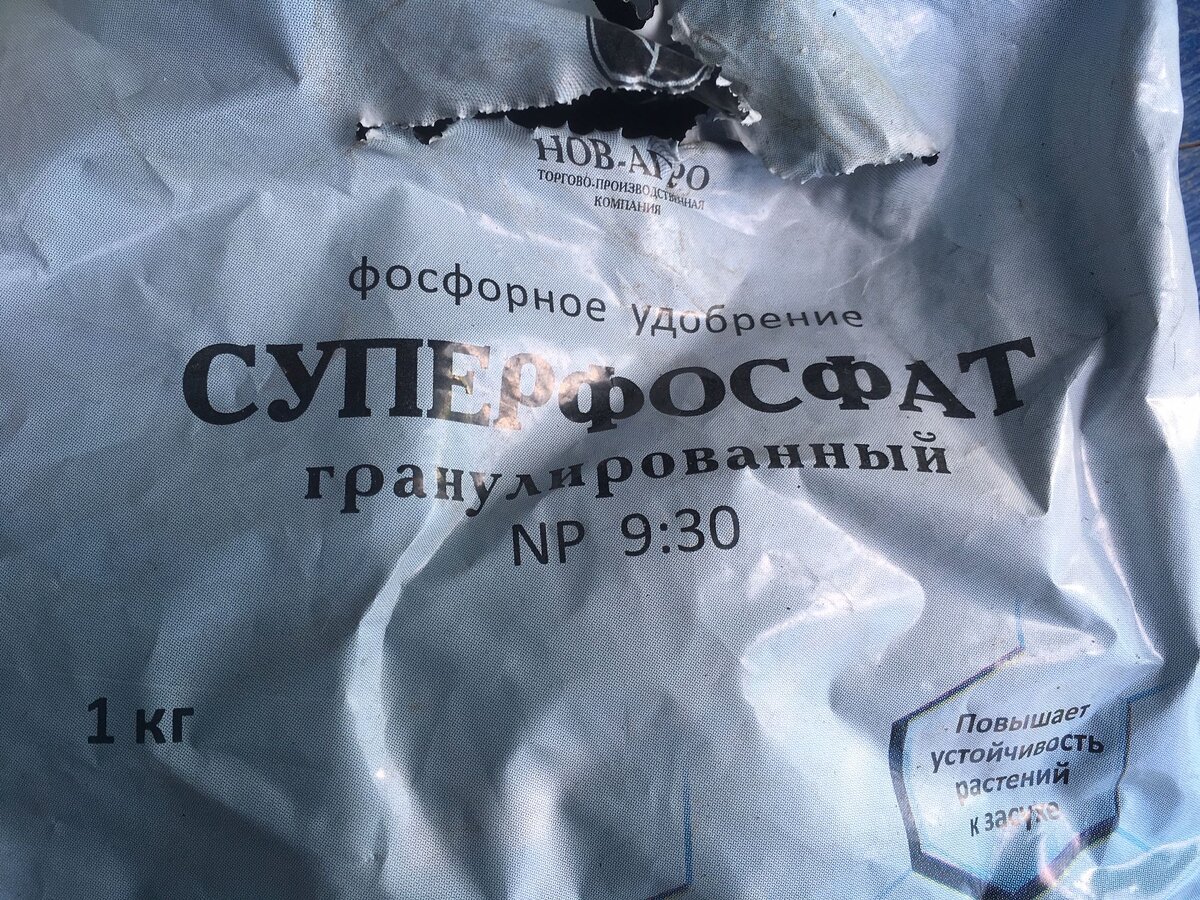 НОВ-АГРО
ТОРГОВО-ПРОИЗВОДСТВЕННАЯ
КОМПАНИЯ
фосфорное удобрение
СУПЕРФОСФАТ
гранулированный
NP 9:30
1 кг
Повышает
устойчивость
растений
к засухе